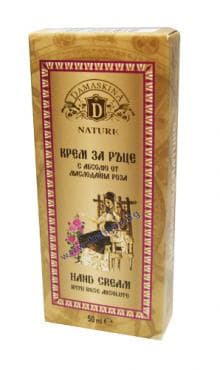 DAMASKINA
D
NATURE
КРЕМ ЗА РЪЦЕ
С АБСОЛЮ ОТ
МАСЛОДАЙНА РОЗА
HAND CREAM
WITH ROSE ABSOLUTE
50 ml ℮